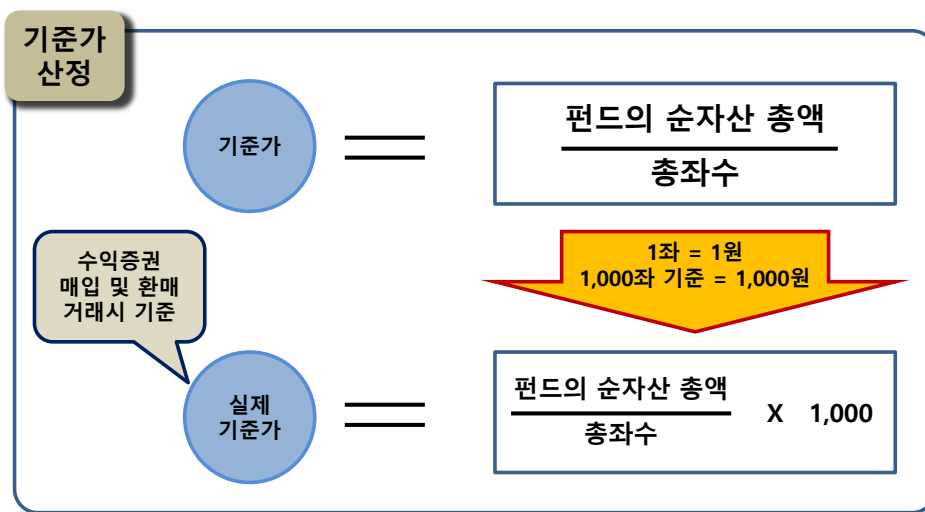 기준가
산정
기준가
펀드의 순자산 총액
총좌수
수익증권
매입 및 환매
거래시 기준
1좌 = 1원
1,000좌 기준 = 1,000원
실제
기준가
펀드의 순자산 총액
총좌수
X 1,000